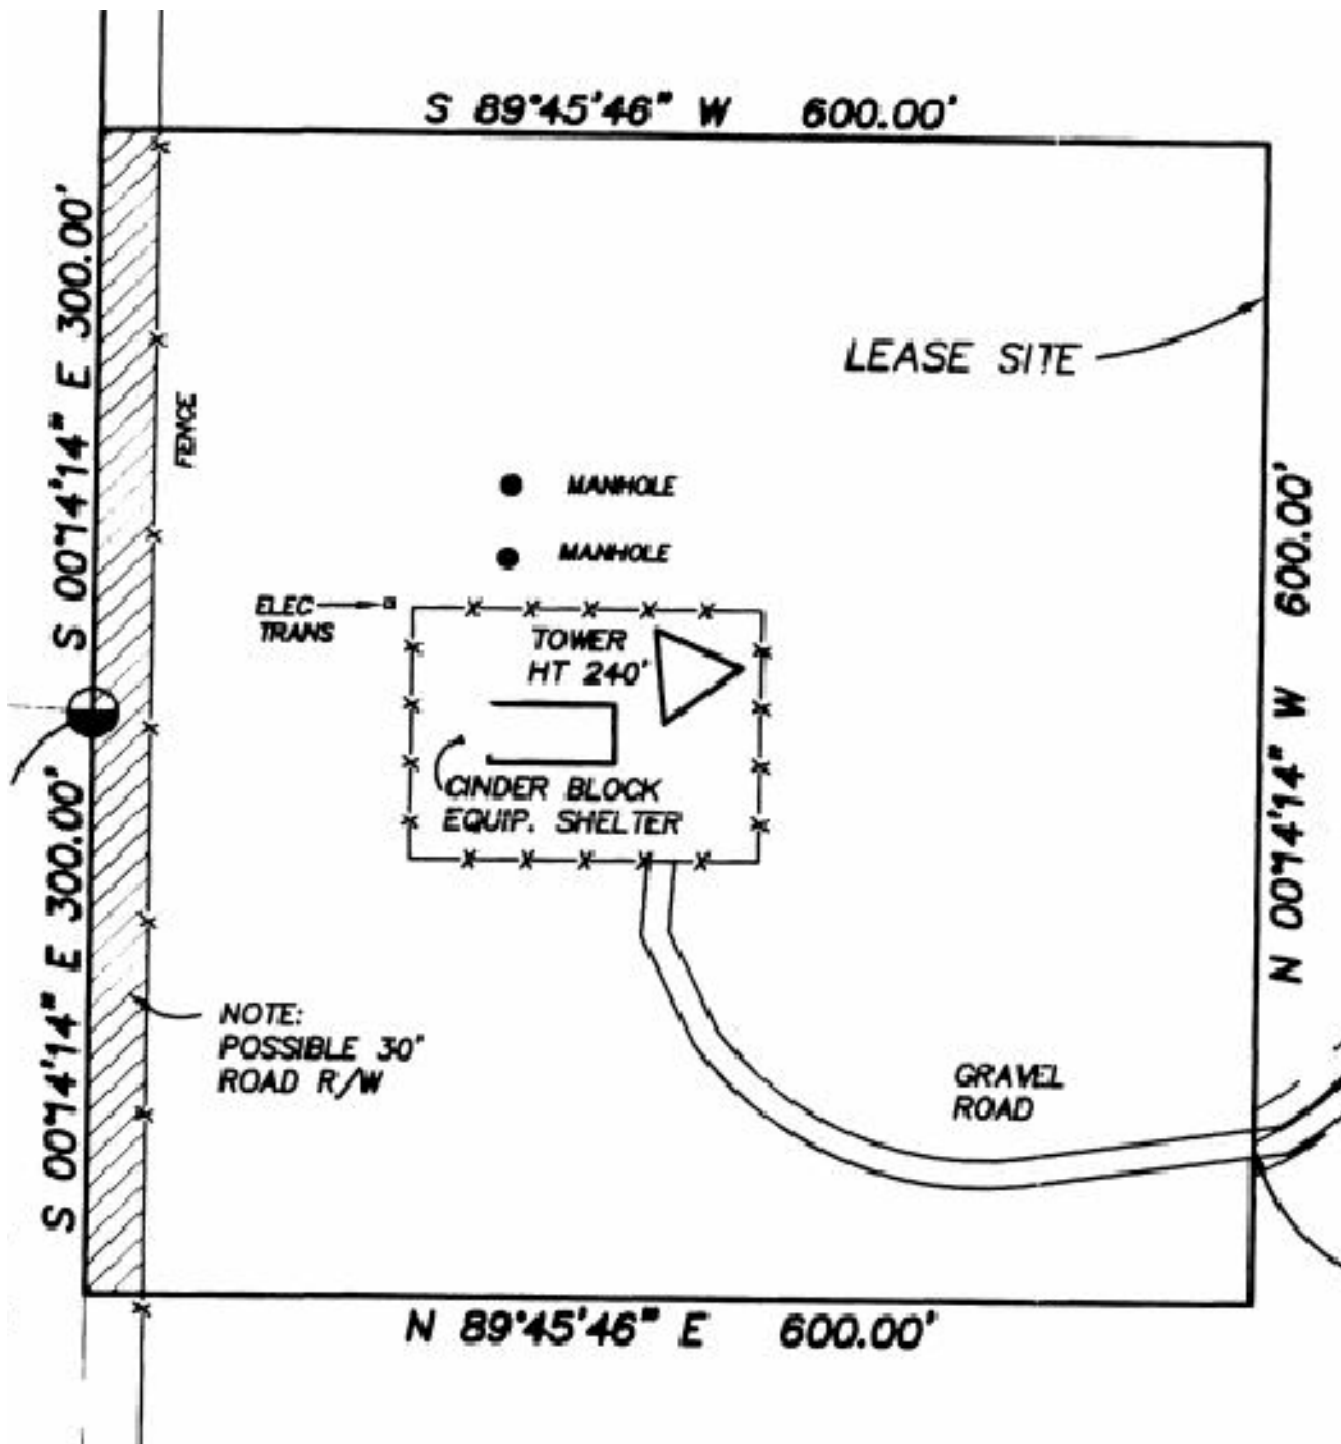 S 89°45'46" W 600.00'
S 00°14'14" E 300.00'
LEASE SITE
FENCE
MANHOLE
MANHOLE
N 00°14'14" W 600.00'
ELEC
TRANS
TOWER
HT 240'
CINDER BLOCK
EQUIP. SHELTER
S 00°14'14" E 300.00'
NOTE:
POSSIBLE 30'
ROAD R/W
GRAVEL
ROAD
N 89°45'46" E 600.00'